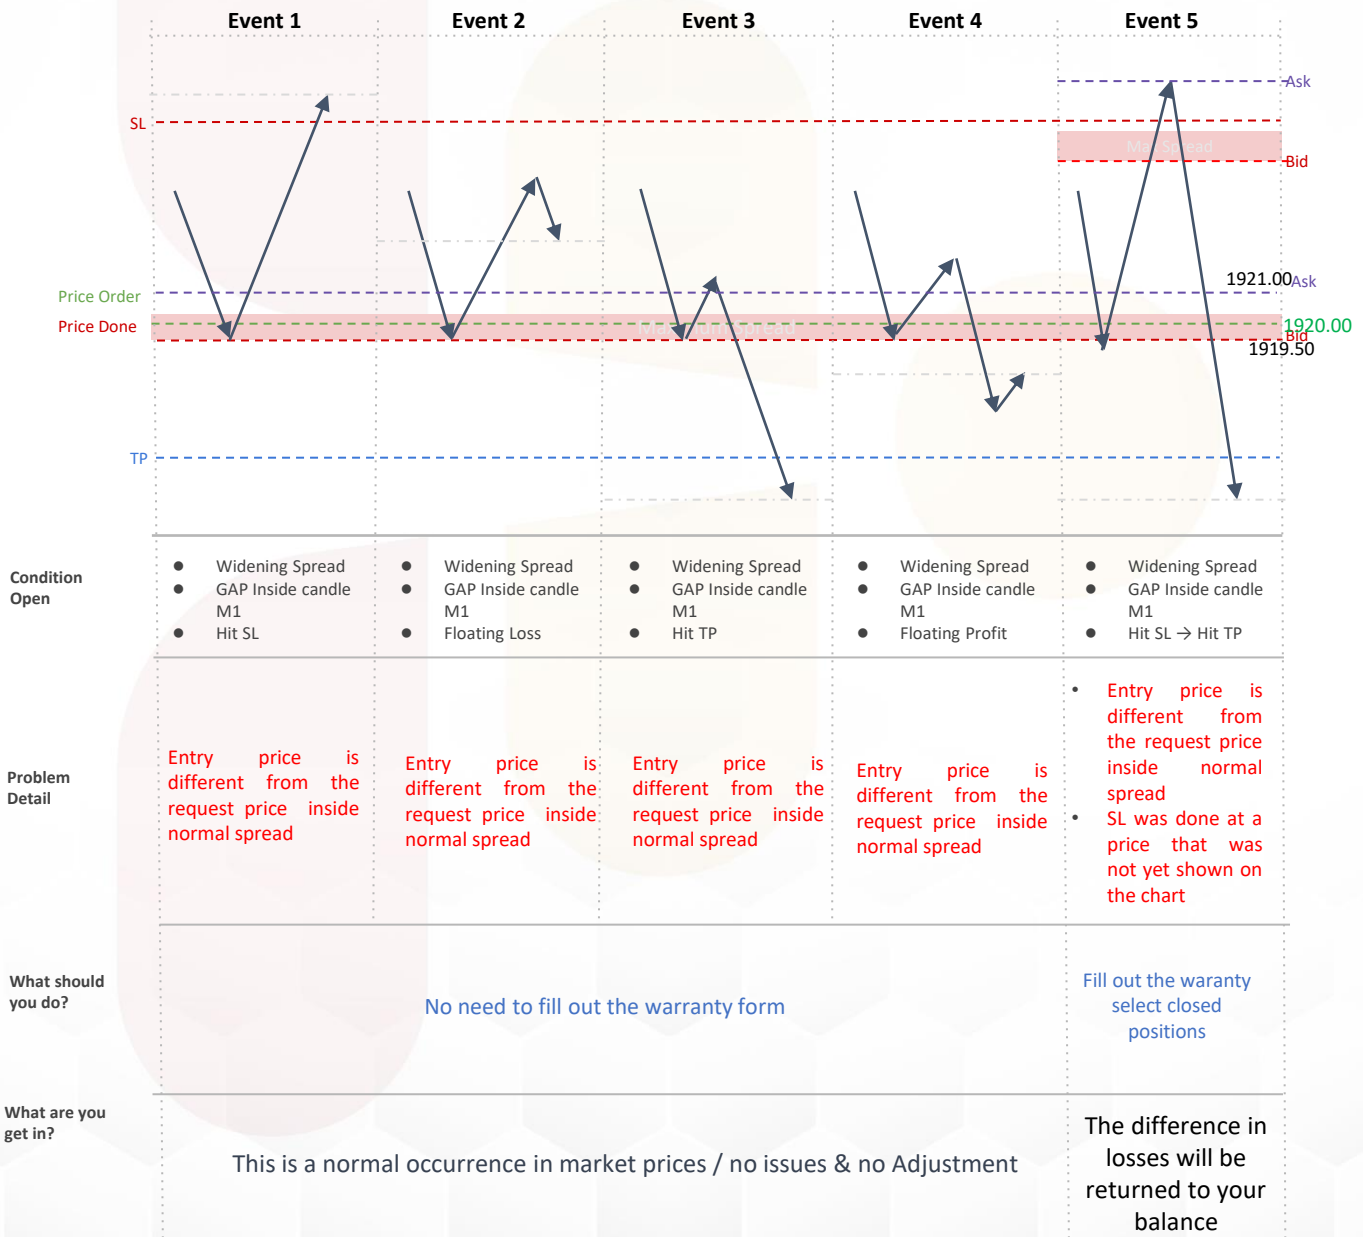 Event 1
Event 2
Event 3
Event 4
Event 5
Ask
SL
Max Spread
Bid
1921.00
Ask
Price Order
Price Done
Maximum Spread
1920.00
Bid
1919.50
TP
Condition
Open
● Widening Spread
● GAP Inside candle
M1
● Hit SL
● Widening Spread
● GAP Inside candle
M1
● Floating Loss
● Widening Spread
● GAP Inside candle
M1
● Hit TP
● Widening Spread
● GAP Inside candle
M1
● Floating Profit
● Widening Spread
● GAP Inside candle
M1
● Hit SL → Hit TP
Problem
Detail
Entry price is
different from the
request price inside
normal spread
Entry price is
different from the
request price inside
normal spread
Entry price is
different from the
request price inside
normal spread
Entry price is
different from the
request price inside
normal spread
• Entry price is
different from
the request price
inside normal
spread
• SL was done at a
price that was
not yet shown on
the chart
What should
you do?
No need to fill out the warranty form
Fill out the waranty
select closed
positions
What are you
get in?
This is a normal occurrence in market prices / no issues & no Adjustment
The difference in
losses will be
returned to your
balance